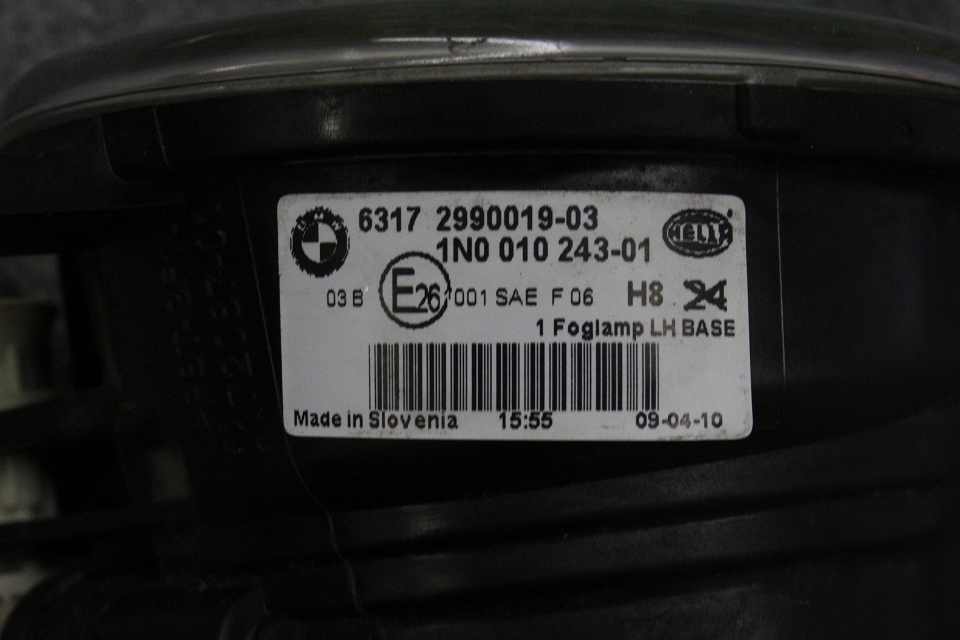 6317 2990019-03
1N0 010 243-01
HELLA
03 B E26 001 SAE F 06 H8
1 Foglamp LH BASE
Made in Slovenia 15:55 09-04-10